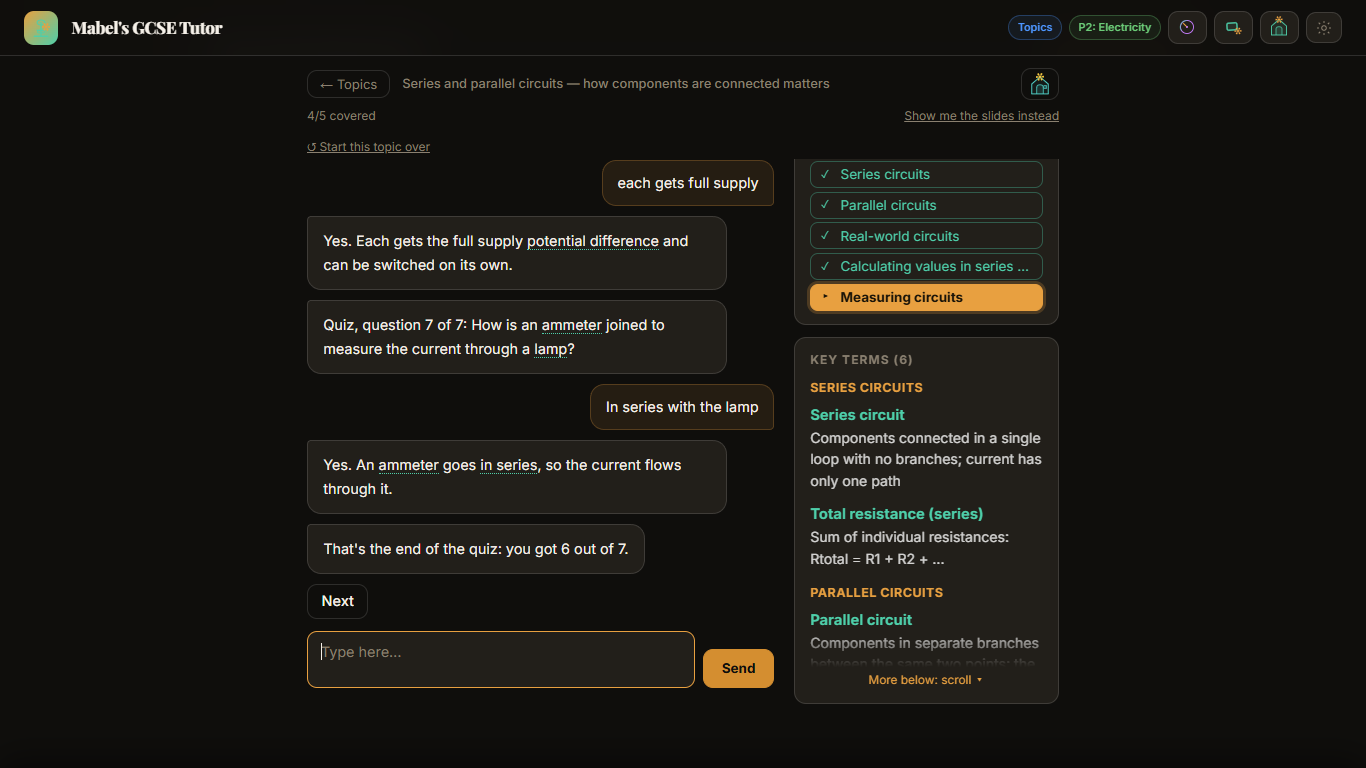 Mabel's GCSE Tutor
Topics
P2: Electricity
← Topics
Series and parallel circuits — how components are connected matters
4/5 covered
Show me the slides instead
↺ Start this topic over
each gets full supply
Yes. Each gets the full supply potential difference and
can be switched on its own.
Quiz, question 7 of 7: How is an ammeter joined to
measure the current through a lamp?
In series with the lamp
Yes. An ammeter goes in series, so the current flows
through it.
That's the end of the quiz: you got 6 out of 7.
Next
Type here...
Send
✓ Series circuits
✓ Parallel circuits
✓ Real-world circuits
✓ Calculating values in series ...
▸ Measuring circuits
KEY TERMS (6)
SERIES CIRCUITS
Series circuit
Components connected in a single
loop with no branches; current has
only one path
Total resistance (series)
Sum of individual resistances:
Rtotal = R1 + R2 + ...
PARALLEL CIRCUITS
Parallel circuit
Components in separate branches
between the same two points; the
More below: scroll ▾